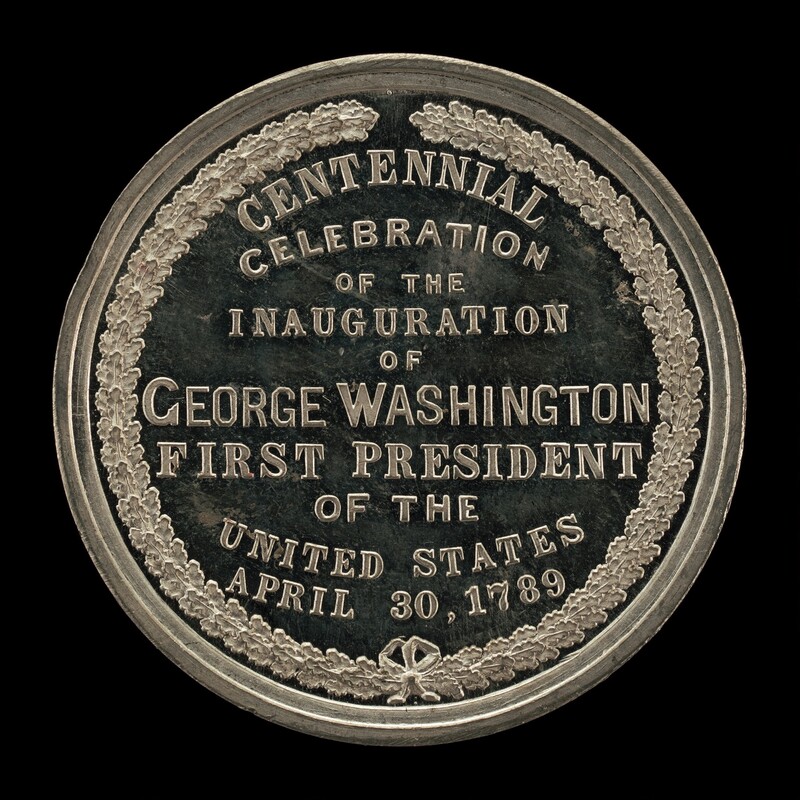 CENTENNIAL
CELEBRATION
OF THE
INAUGURATION
OF
GEORGE WASHINGTON
FIRST PRESIDENT
OF THE
UNITED STATES
APRIL 30, 1789